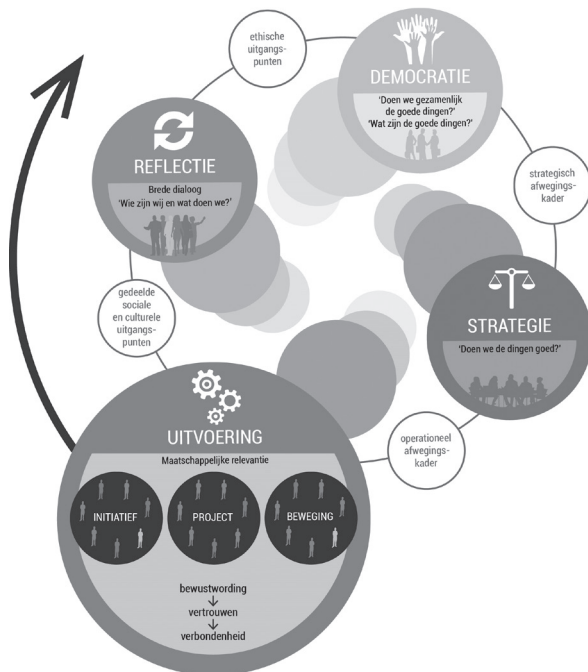 ethische
uitgangs-
punten
DEMOCRATIE
‘Doen we gezamenlijk
de goede dingen?’
‘Wat zijn de goede dingen?’
REFLECTIE
Brede dialoog
‘Wie zijn wij en wat doen we?’
strategisch
afwegings-
kader
gedeelde
sociale
en culturele
uitgangs-
punten
STRATEGIE
‘Doen we de dingen goed?’
UITVOERING
Maatschappelijke relevantie
operationeel
afwegings-
kader
INITIATIEF
PROJECT
BEWEGING
bewustwording
vertrouwen
verbondenheid